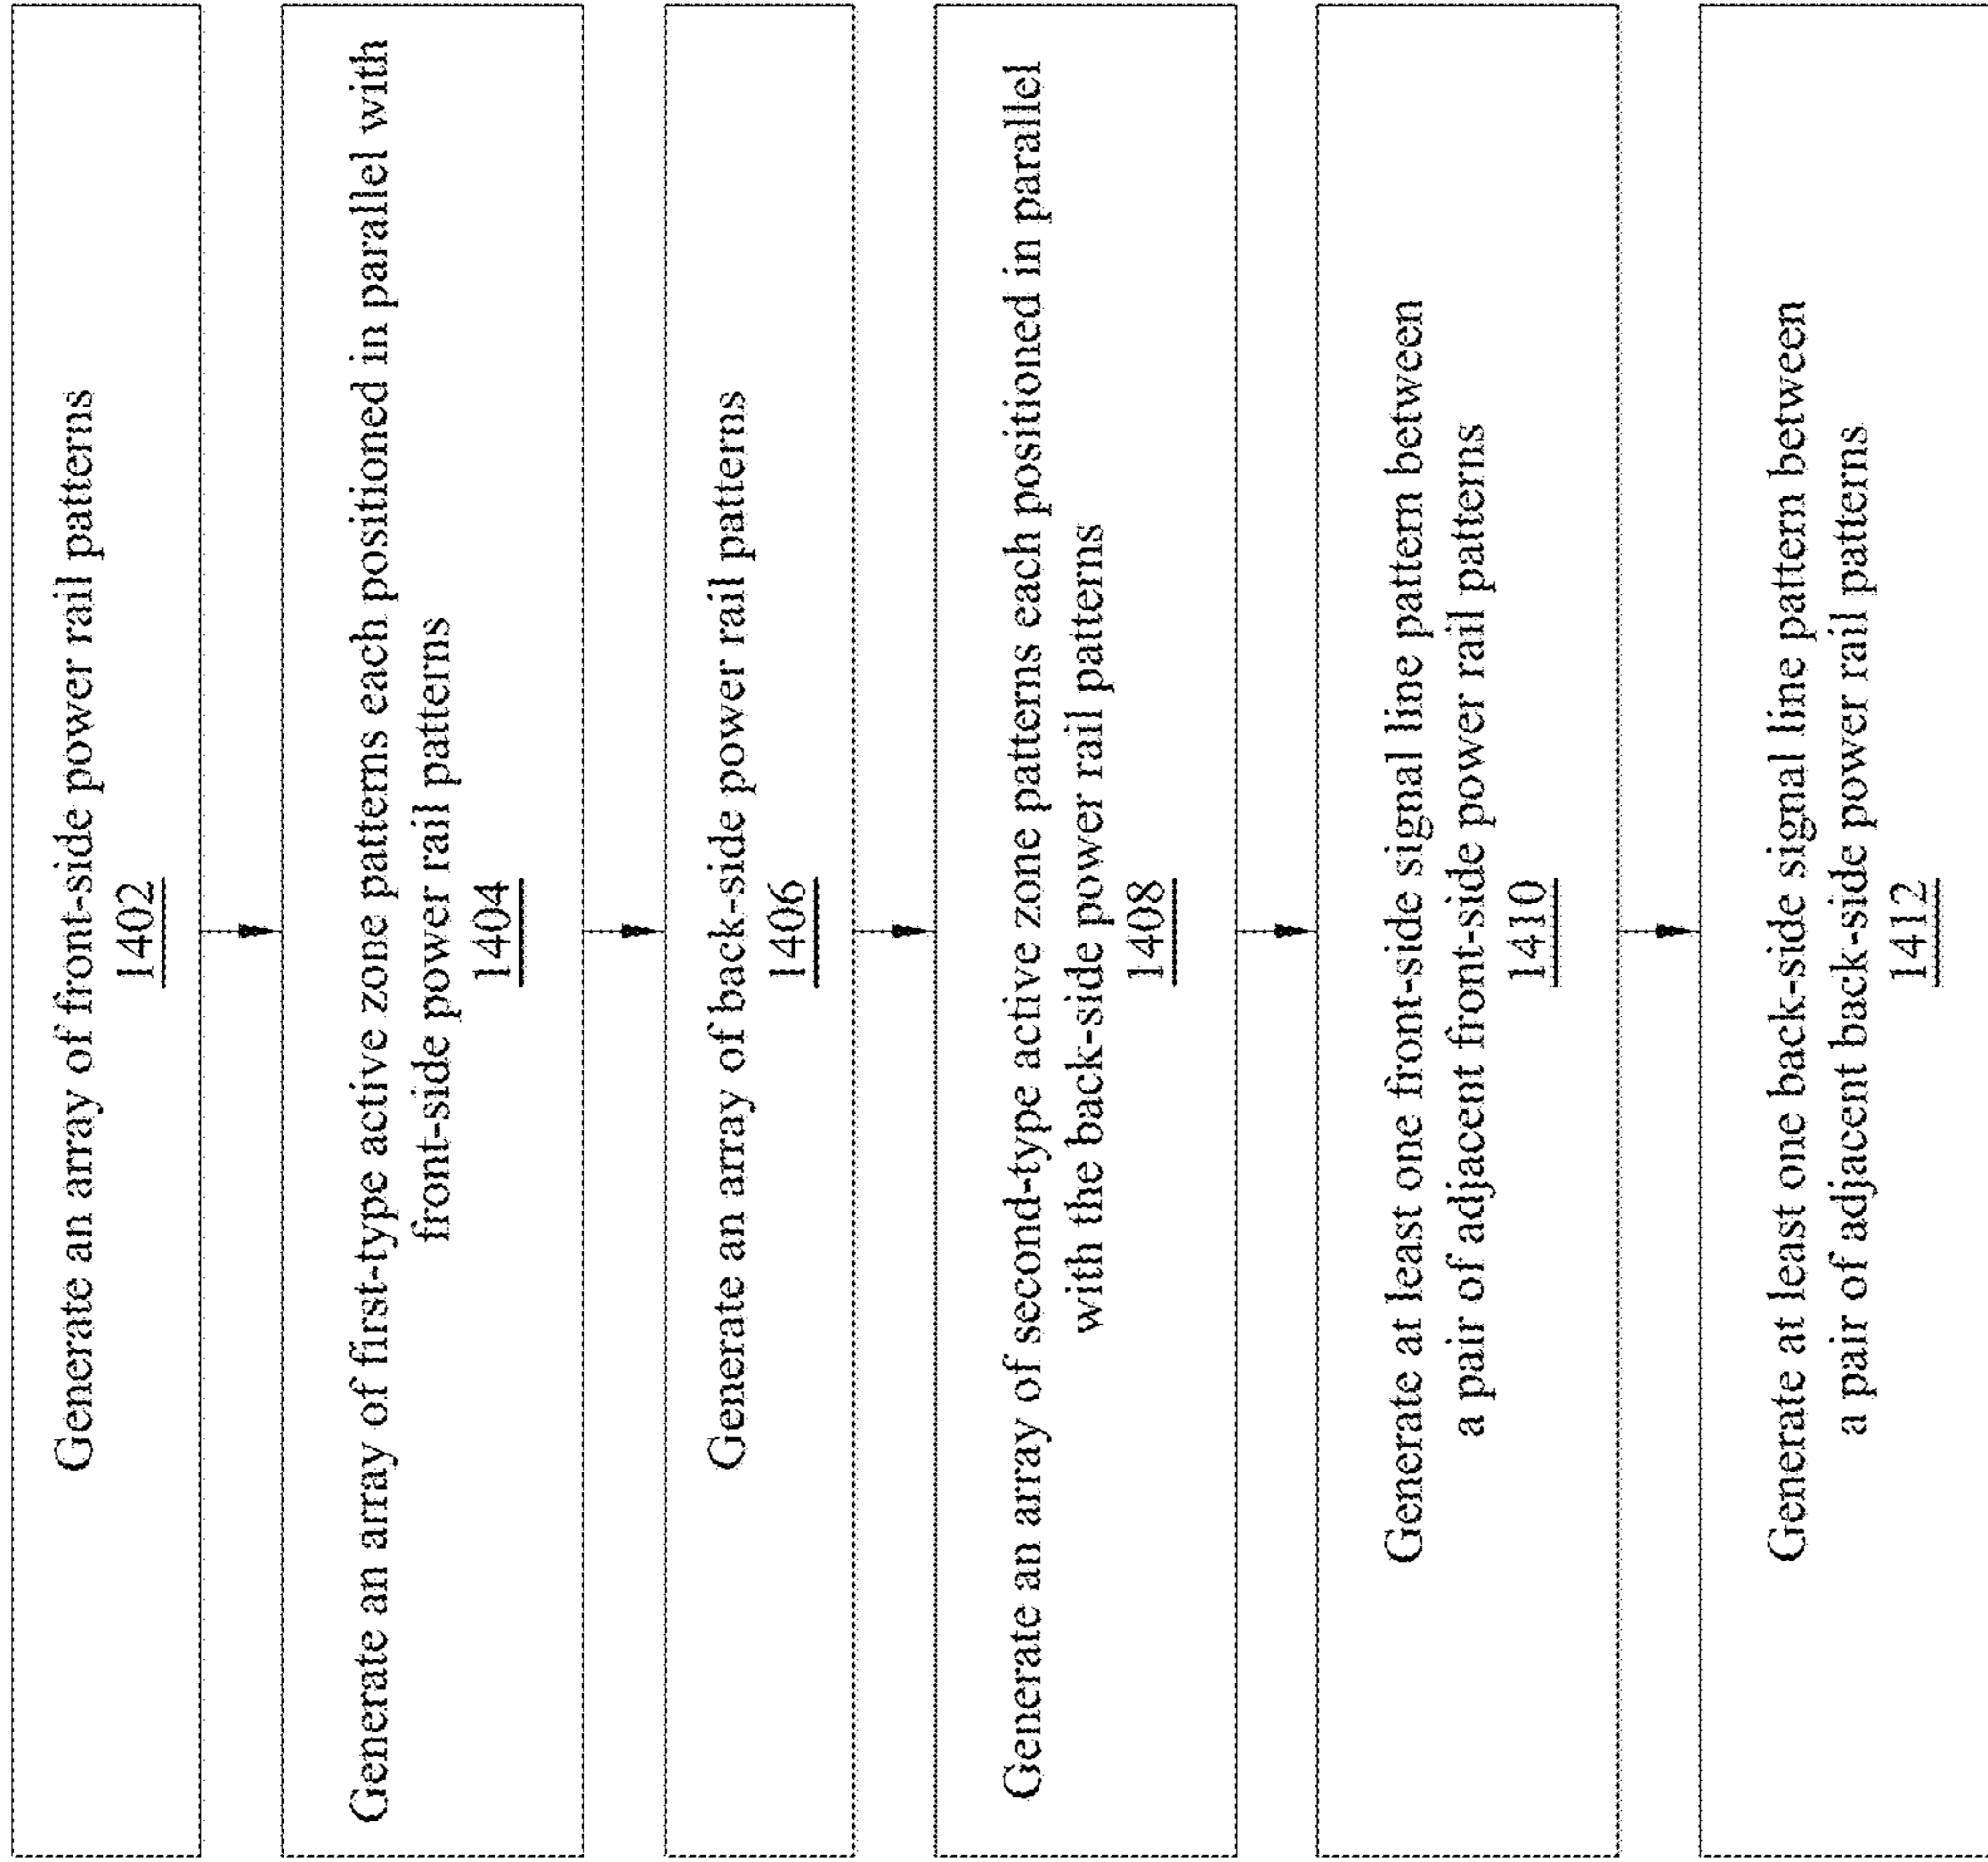 Generate an array of front-side power rail patterns
1402
Generate an array of first-type active zone patterns each positioned in parallel with
front-side power rail patterns
1404
Generate an array of back-side power rail patterns
1406
Generate an array of second-type active zone patterns each positioned in parallel
with the back-side power rail patterns
1408
Generate at least one front-side signal line pattern between
a pair of adjacent front-side power rail patterns
1410
Generate at least one back-side signal line pattern between
a pair of adjacent back-side power rail patterns
1412